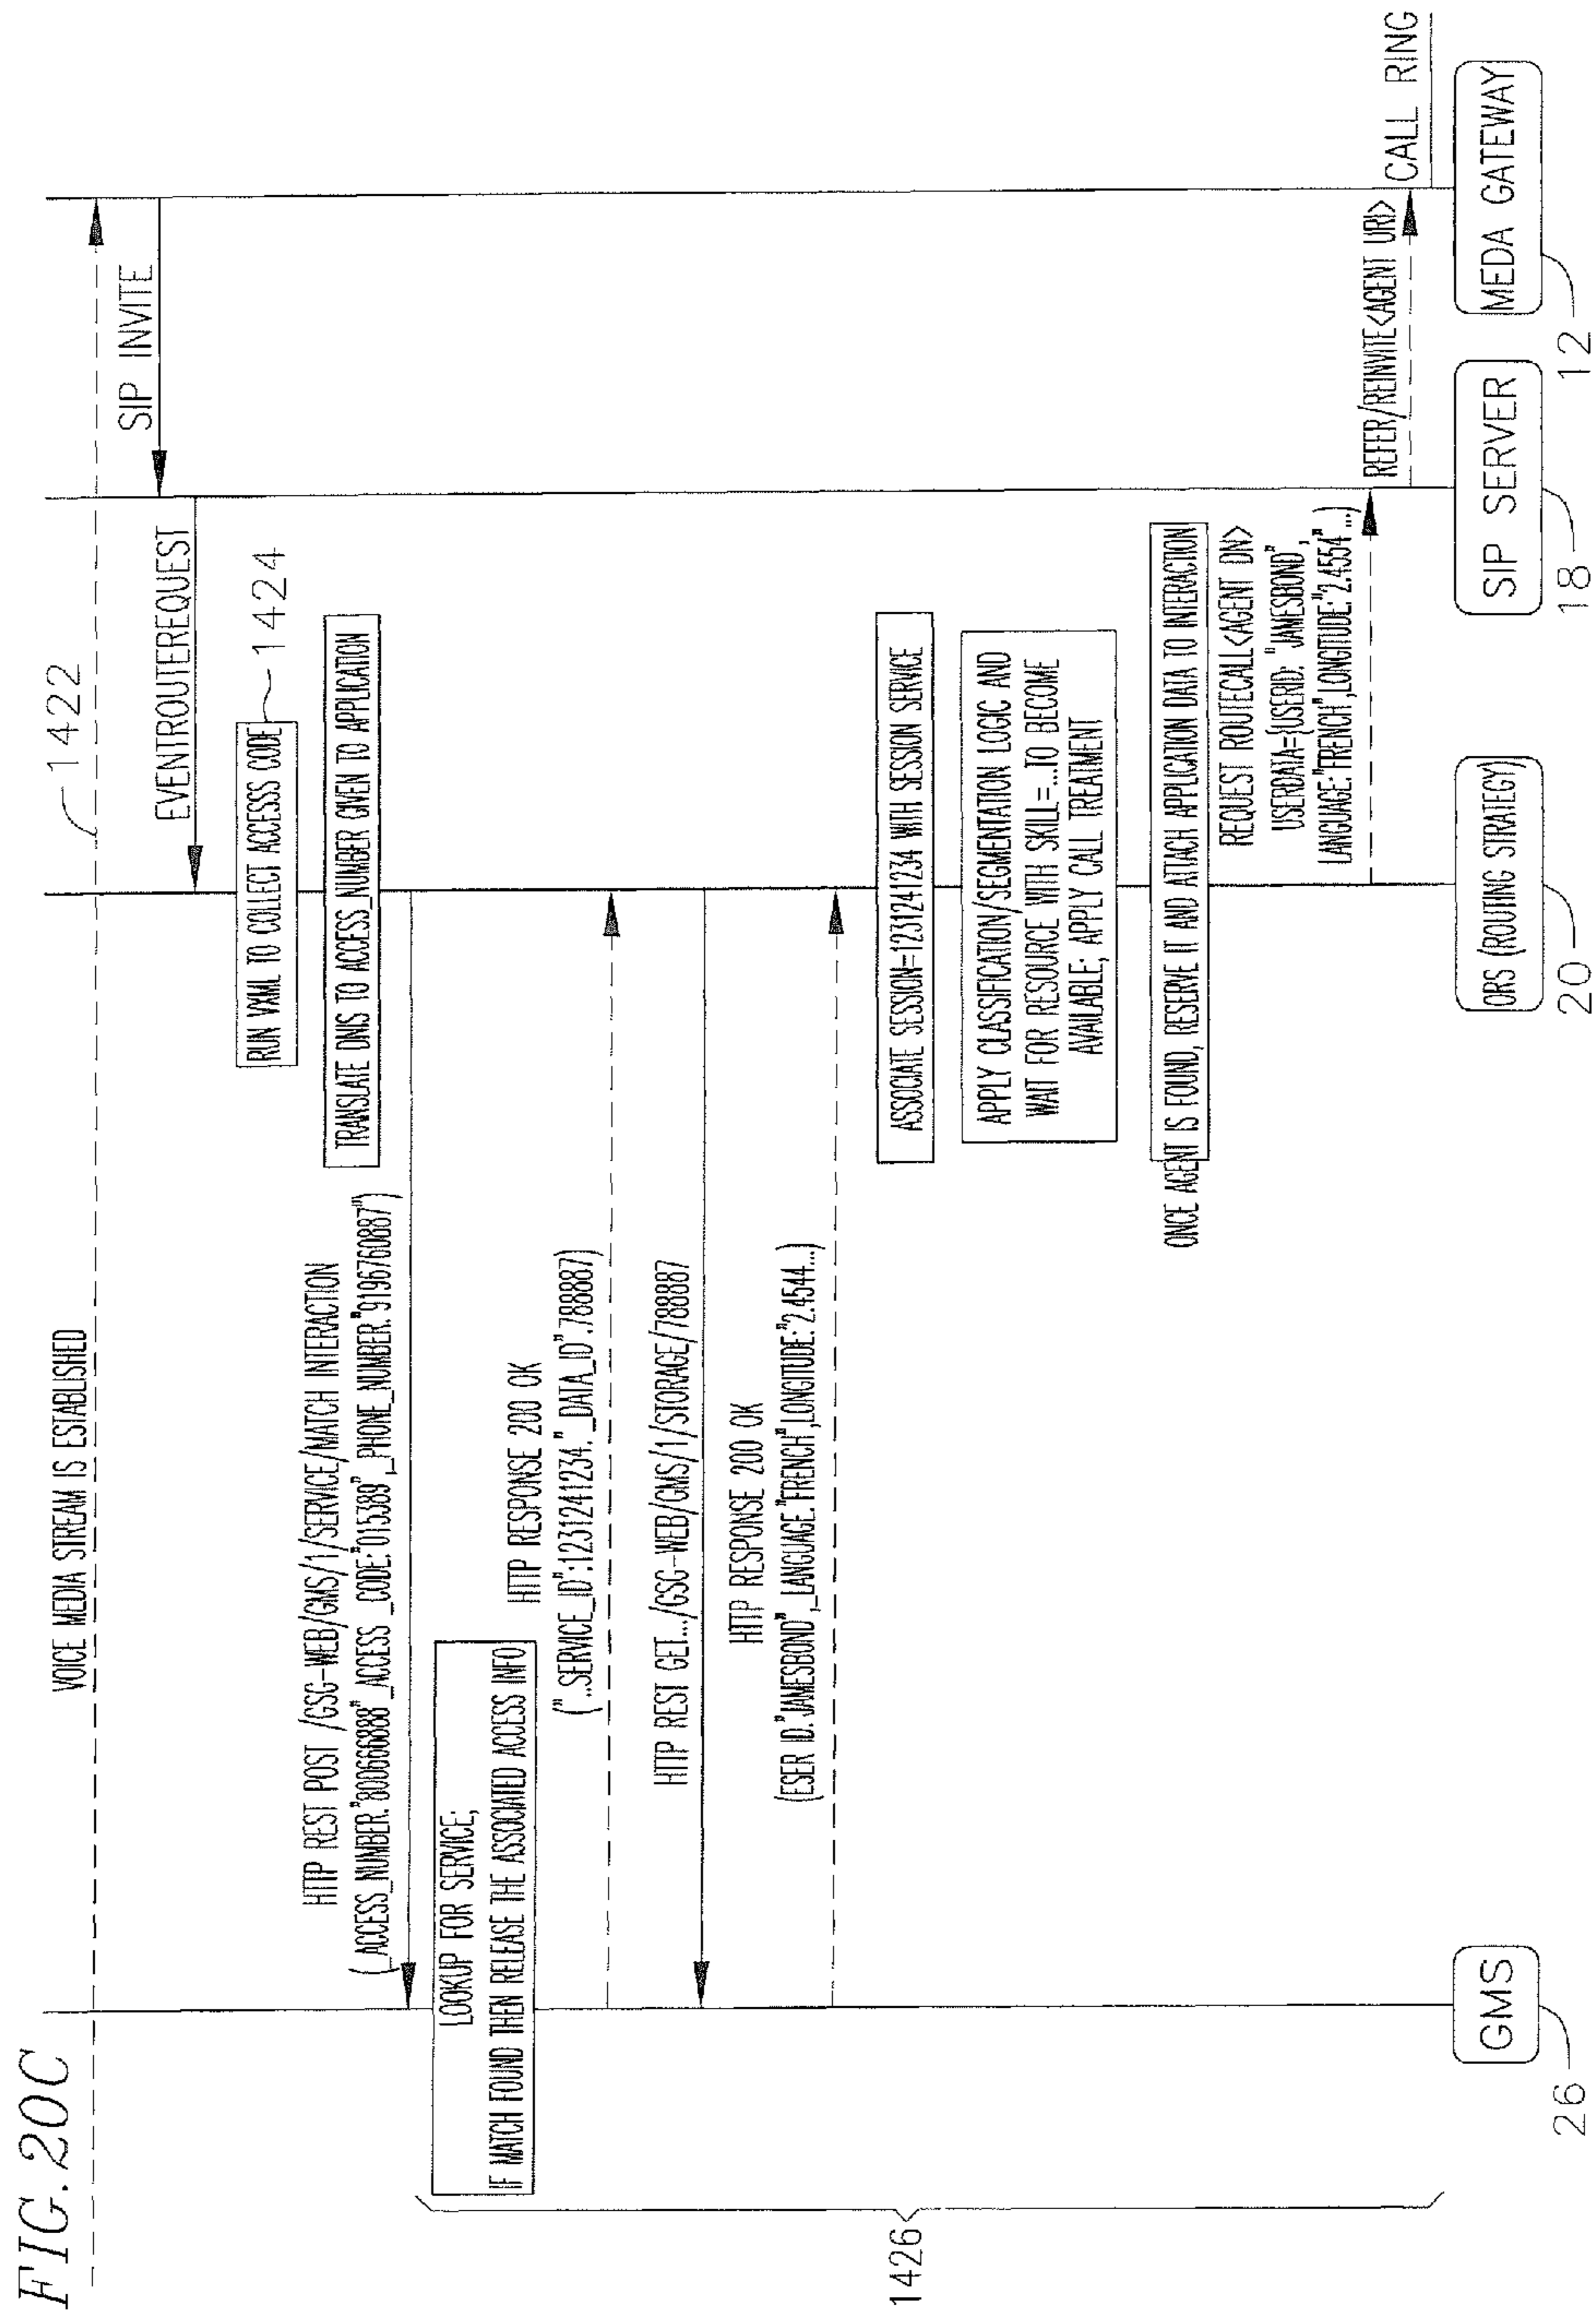 FIG. 20C
VOICE MEDIA STREAM IS ESTABLISHED
1422
SIP INVITE
EVENTROUTEREQUEST
RUN VXML TO COLLECT ACCESSS CODE
1424
TRANSLATE DNIS TO ACCESS_NUMBER GIVEN TO APPLICATION
HTTP REST POST /GSG-WEB/GMS/1/SERVICE/MATCH INTERACTION
(_ACCESS_NUMBER:"80066888"_ACCESS _CODE:"015389",_PHONE_NUMBER:"9196760887")
LOOKUP FOR SERVICE;
IF MATCH FOUND THEN RELEASE THE ASSOCIATED ACCESS INFO
HTTP RESPONSE 200 OK
("..SERVICE_ID":1231241234,"_DATA_ID":788887)
HTTP REST GET.../GSG-WEB/GMS/1/STORAGE/788887
HTTP RESPONSE 200 OK
(ESER ID:"JAMESBOND",_LANGUAGE:"FRENCH",LONGITUDE:"2.4544...)
ASSOCIATE SESSION=1231241234 WITH SESSION SERVICE
APPLY CLASSIFICATION/SEGMENTATION LOGIC AND
WAIT FOR RESOURCE WITH SKILL=...TO BECOME
AVAILABLE; APPLY CALL TREATMENT
ONCE AGENT IS FOUND, RESERVE IT AND ATTACH APPLICATION DATA TO INTERACTION
REQUEST ROUTECALL<AGENT DN>
USERDATA={USERID: "JAMESBOND",
LANGUAGE:"FRENCH",LONGITUDE:"2.4554"...)
REFER/REINVITE<AGENT URI>
CALL RING
1426
GMS
26
ORS (ROUTING STRATEGY)
20
SIP SERVER
18
MEDA GATEWAY
12